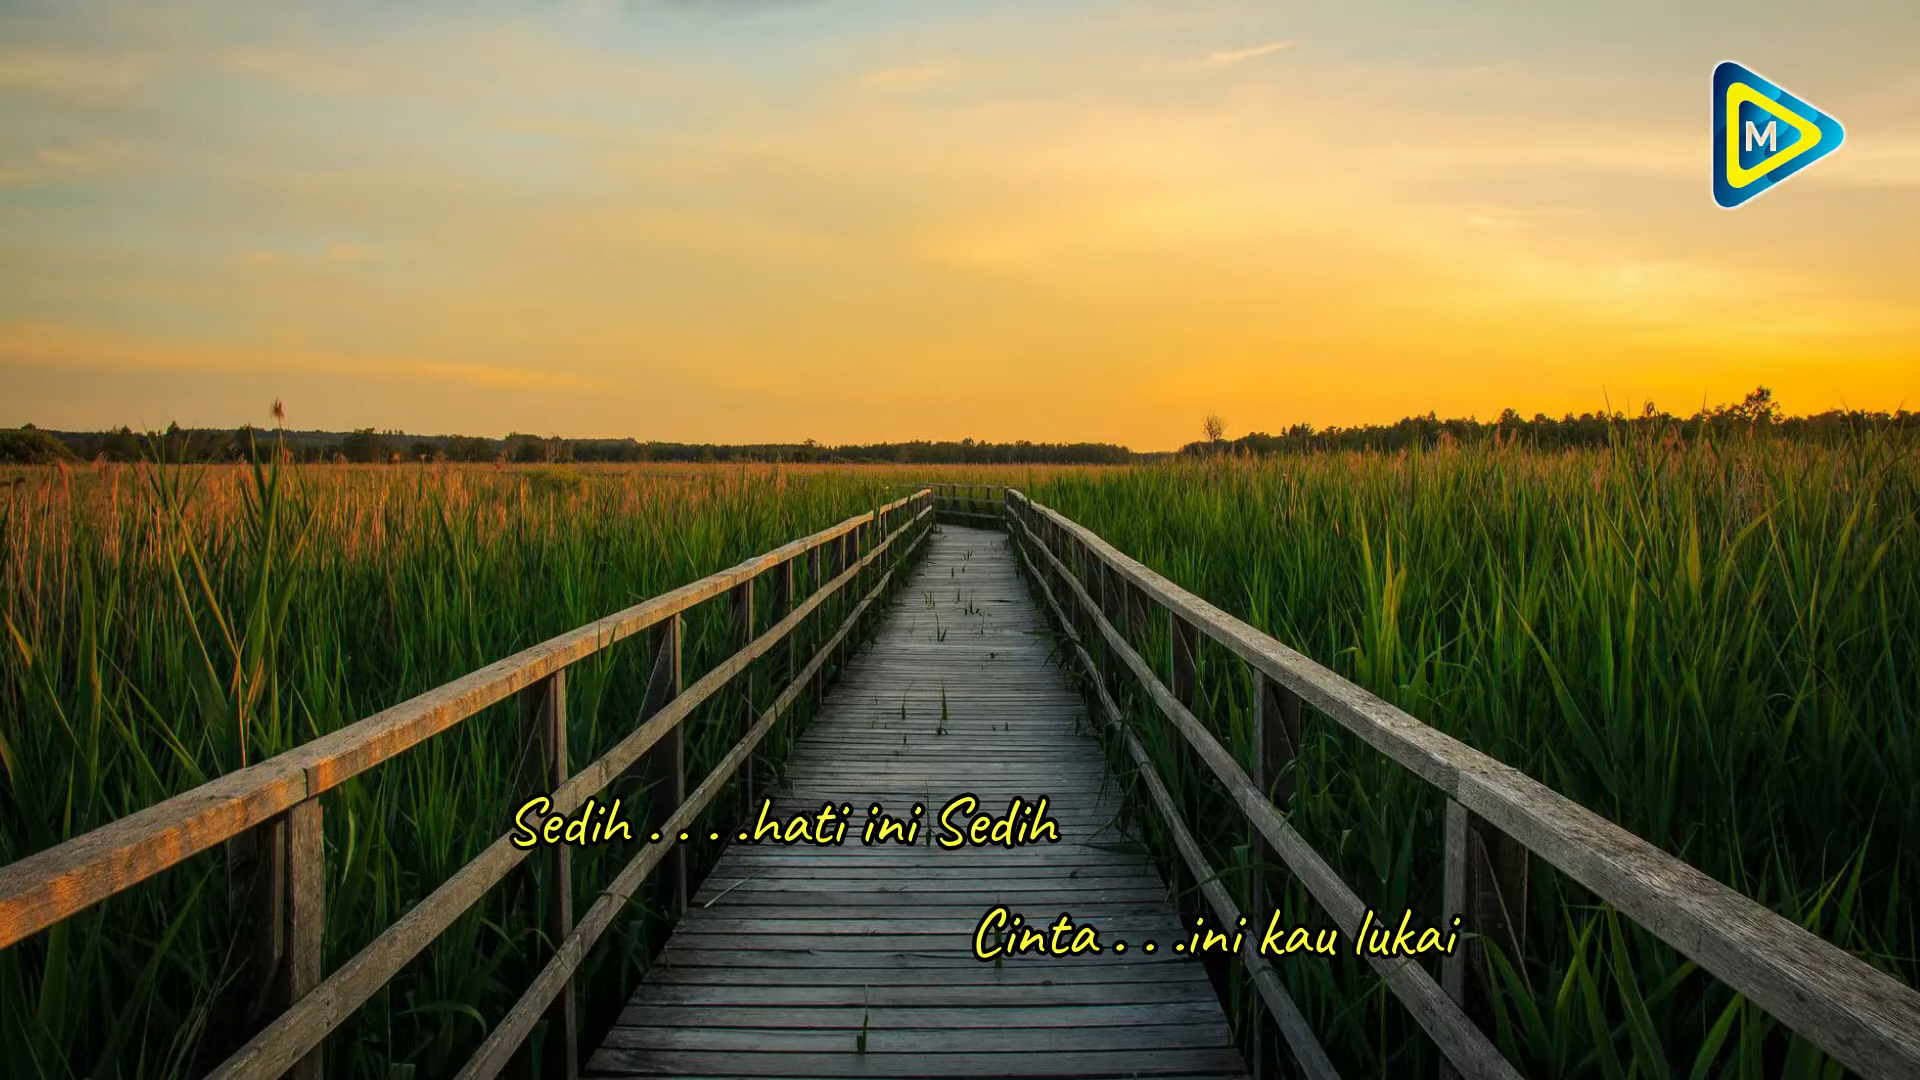 M
Sedih . . . .hati ini Sedih
Cinta . . .ini kau lukai